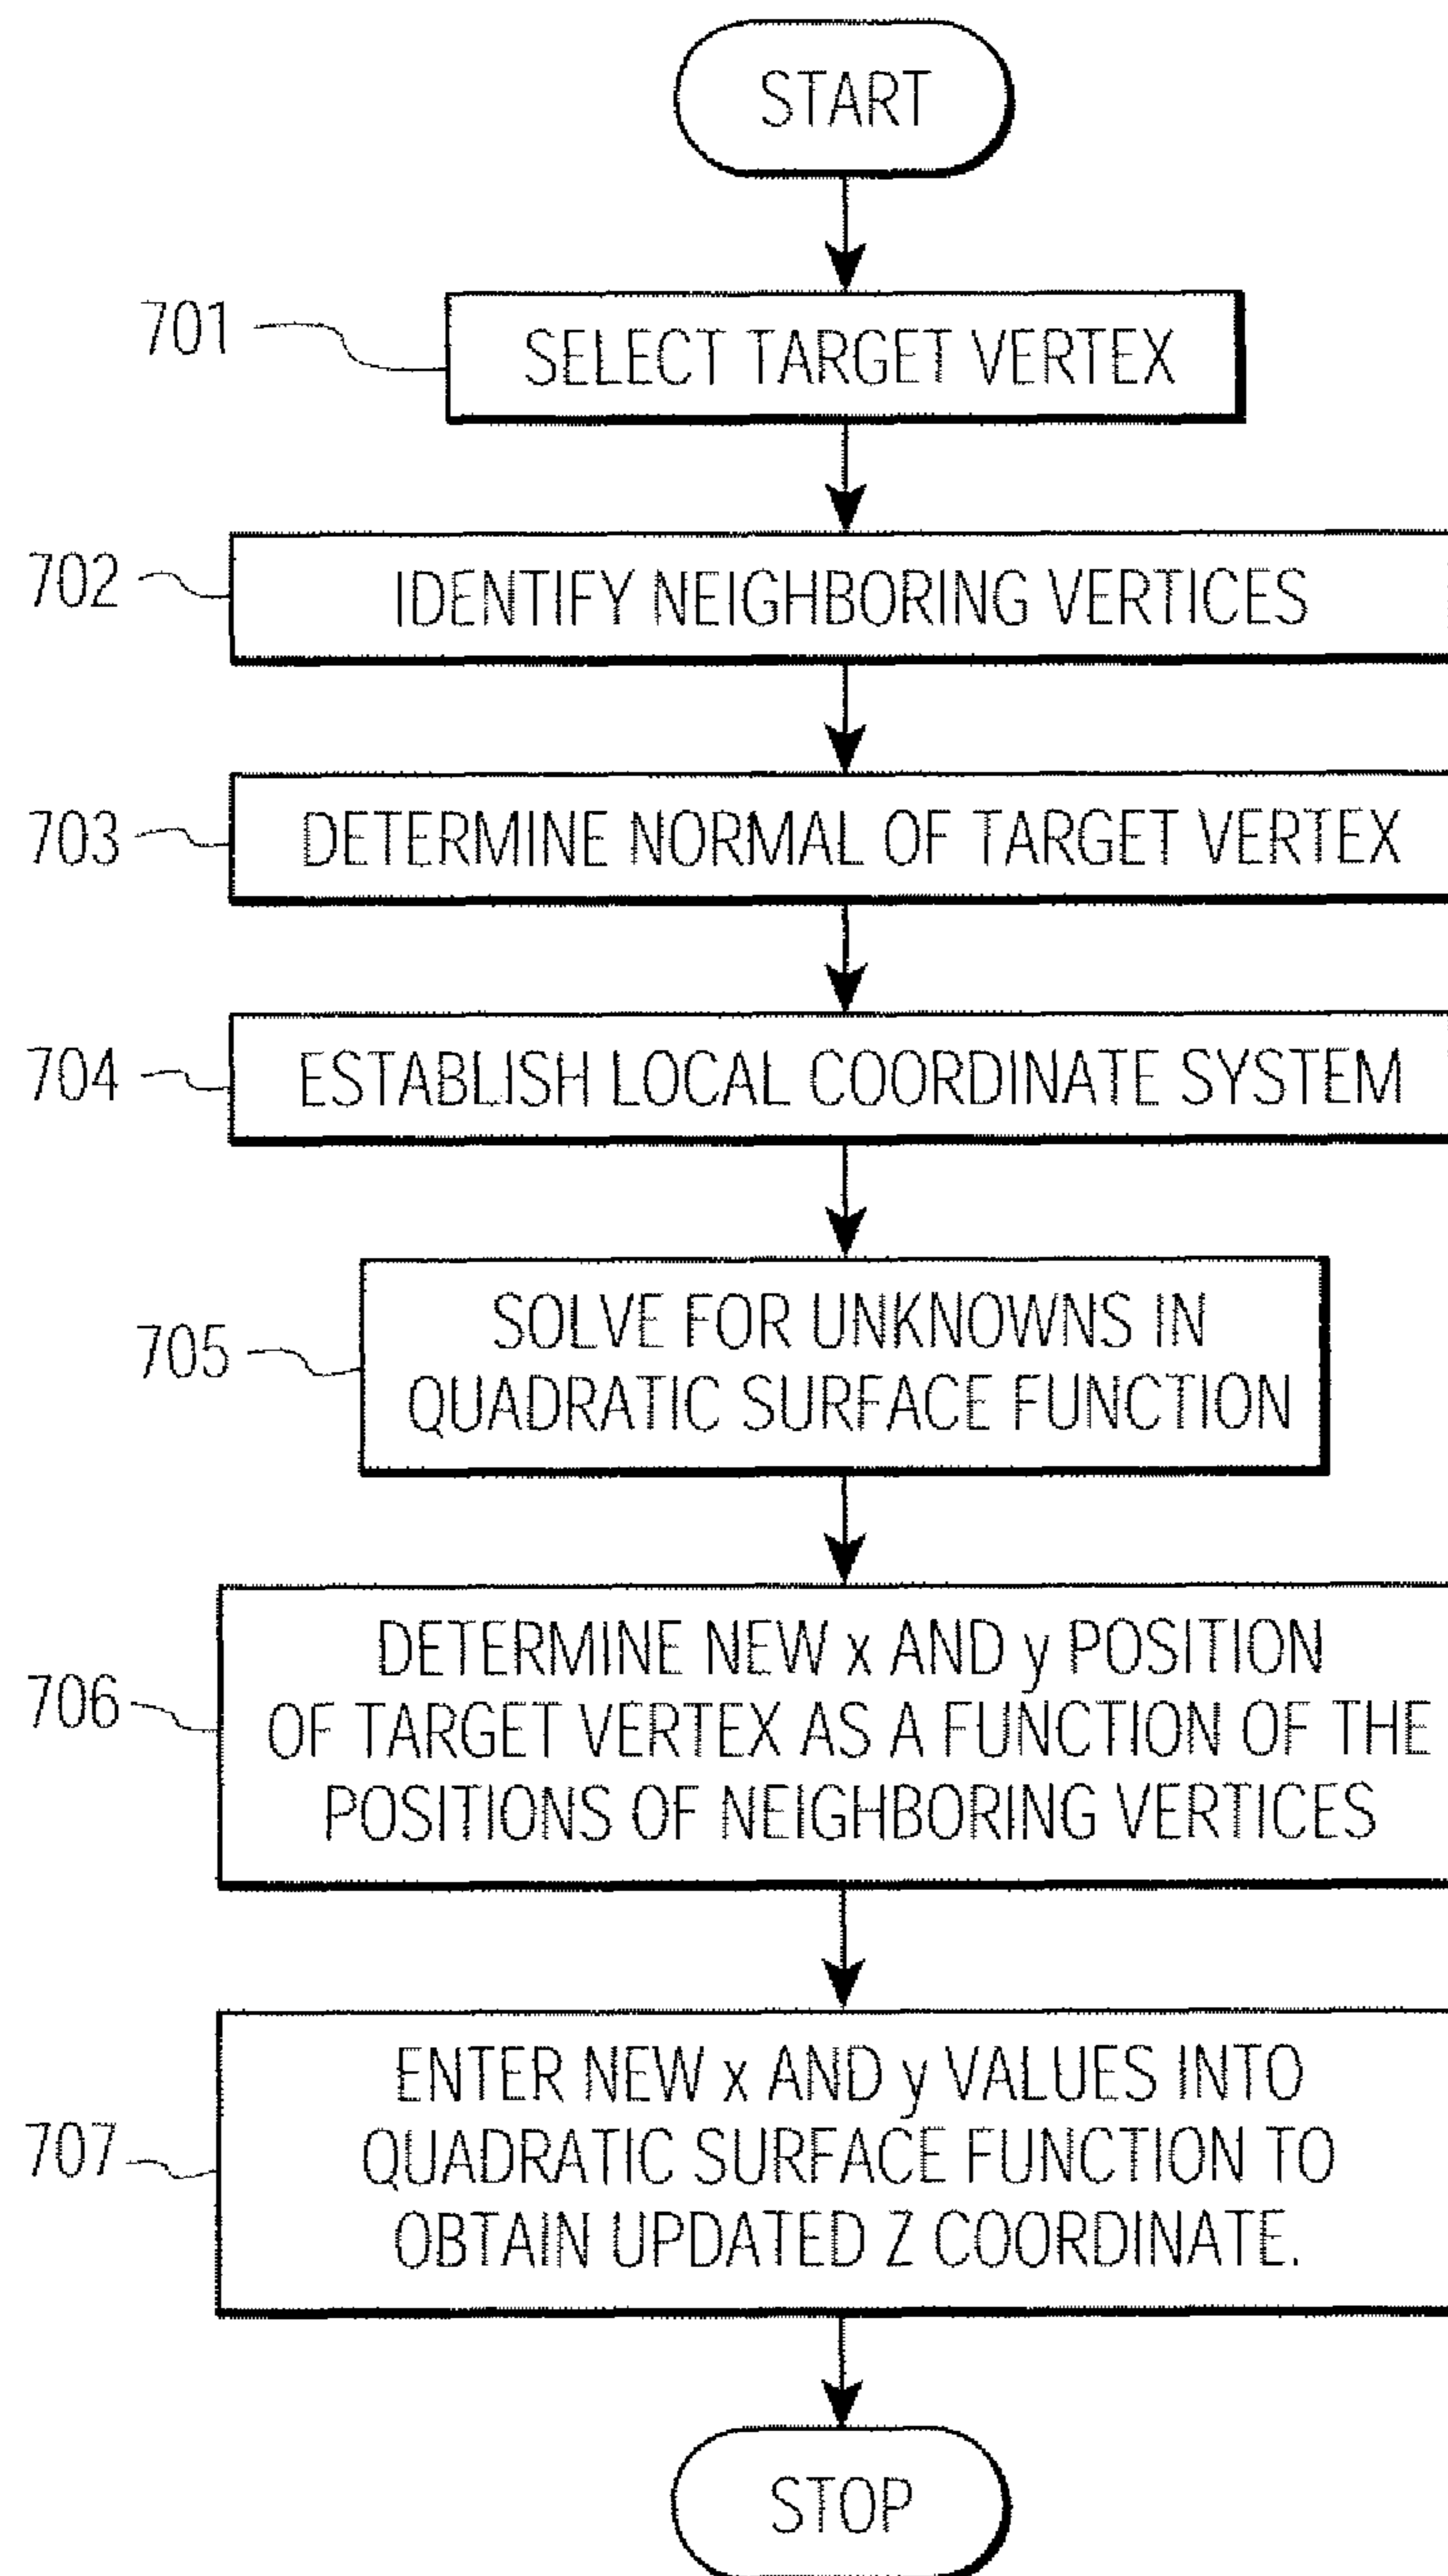 START
701
SELECT TARGET VERTEX
702
IDENTIFY NEIGHBORING VERTICES
703
DETERMINE NORMAL OF TARGET VERTEX
704
ESTABLISH LOCAL COORDINATE SYSTEM
705
SOLVE FOR UNKNOWNS IN
QUADRATIC SURFACE FUNCTION
706
DETERMINE NEW x AND y POSITION
OF TARGET VERTEX AS A FUNCTION OF THE
POSITIONS OF NEIGHBORING VERTICES
707
ENTER NEW x AND y VALUES INTO
QUADRATIC SURFACE FUNCTION TO
OBTAIN UPDATED Z COORDINATE.
STOP